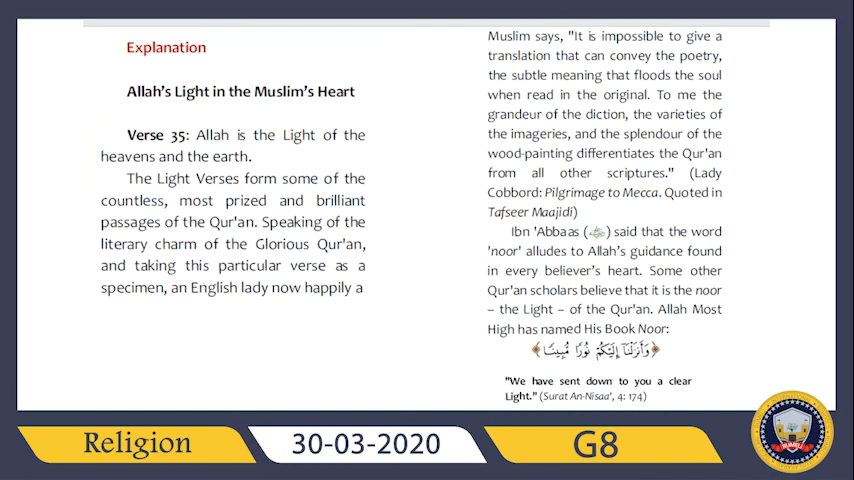 Explanation
Allah's Light in the Muslim's Heart
Verse 35: Allah is the Light of the
heavens and the earth.
The Light Verses form some of the
countless, most prized and brilliant
passages of the Qur'an. Speaking of the
literary charm of the Glorious Qur'an,
and taking this particular verse as a
specimen, an English lady now happily a
Muslim says, "It is impossible to give a
translation that can convey the poetry,
the subtle meaning that floods the soul
when read in the original. To me the
grandeur of the diction, the varieties of
the imageries, and the splendour of the
wood-painting differentiates the Qur'an
from all other scriptures." (Lady
Cobbord: Pilgrimage to Mecca. Quoted in
Tafseer Maajidi)
Ibn 'Abbaas () said that the word
'noor' alludes to Allah's guidance found
in every believer's heart. Some other
Qur'an scholars believe that it is the noor
– the Light – of the Qur'an. Allah Most
High has named His Book Noor:
وَأَنزَلْنَا إِلَيْكُمْ نُورًا مُّبِينًا
"We have sent down to you a clear
Light." (Surat An-Nisaa', 4: 174)
Religion
30-03-2020
G8